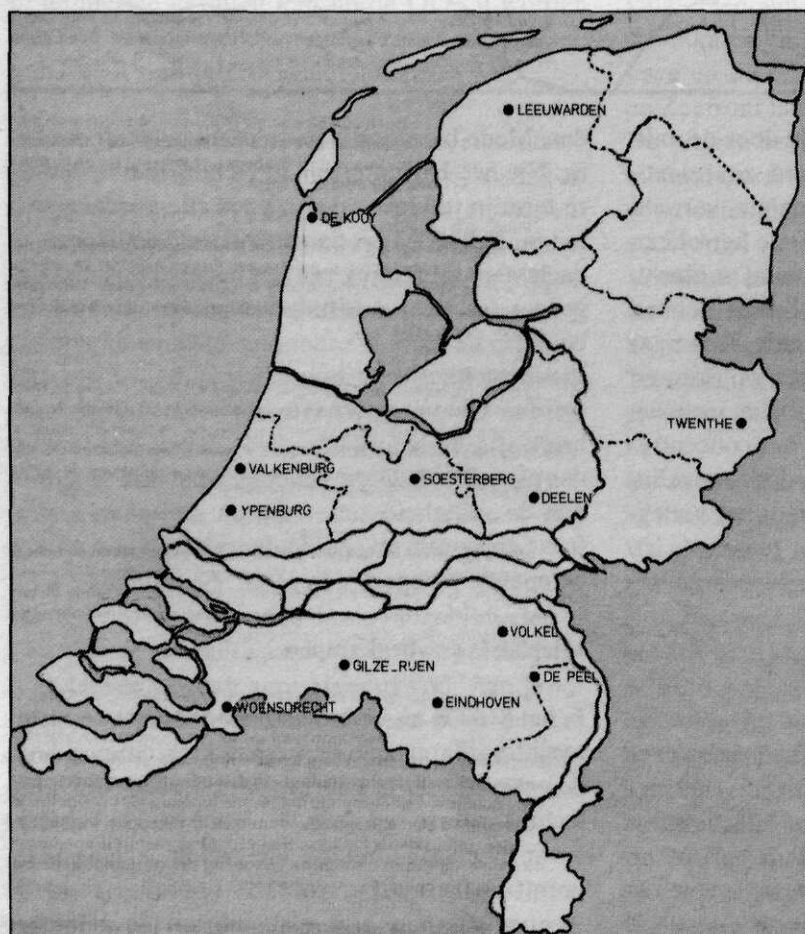 LEEUWARDEN
DE KOOY
TWENTHE
VALKENBURG
SOESTERBERG
DEELEN
YPENBURG
VOLKEL
GILZE_RIJEN
DE PEEL
EINDHOVEN
WOENSDRECHT